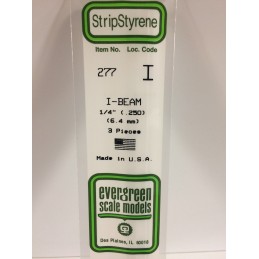 StripStyrene
Item No. Loc. Code
277 I
I-BEAM
1/4" (.250)
(6.4 mm)
3 Pieces
Made in U.S.A.
evergreen
scale models
Des Plaines, IL 60018